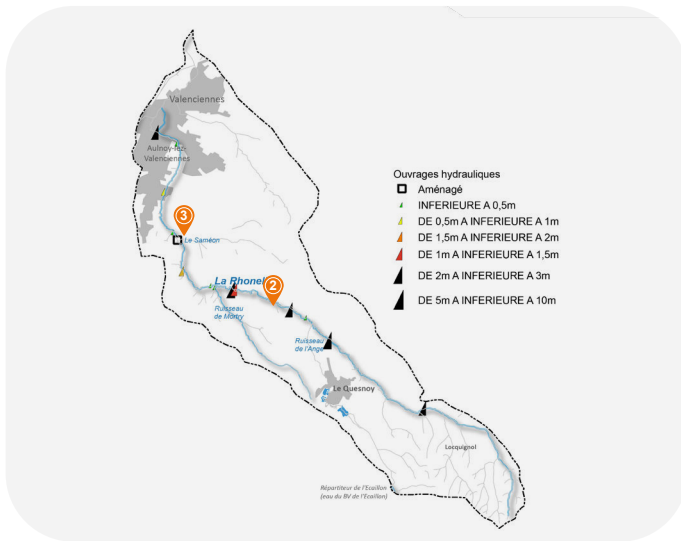 Valenciennes
Aulnoy-lez-
Valenciennes
3
Le Saméon
La Rhonel
2
Ruisseau
de Mortry
Ruisseau
de l'Ange
Le Quesnoy
Locquignol
Répartiteur de l'Ecaillon
(eau du BV de l'Ecaillon)
Ouvrages hydrauliques
Aménagé
INFERIEURE A 0,5m
DE 0,5m A INFERIEURE A 1m
DE 1,5m A INFERIEURE A 2m
DE 1m A INFERIEURE A 1,5m
DE 2m A INFERIEURE A 3m
DE 5m A INFERIEURE A 10m